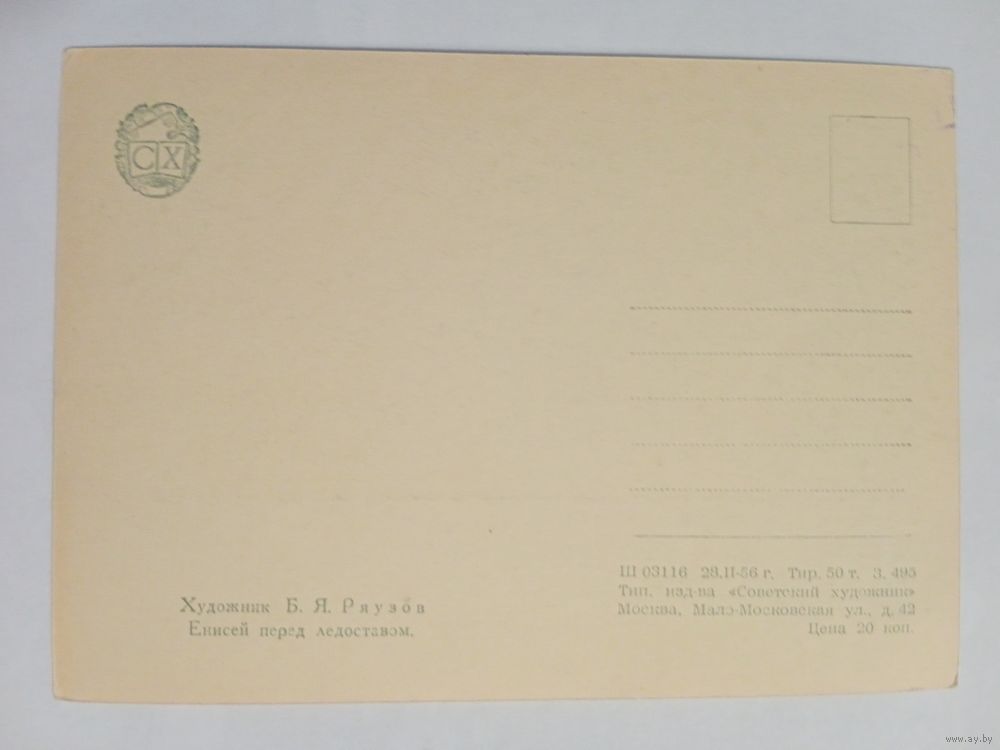 СХ
Художник Б. Я. Ряузов
Енисей перед ледоставом.
Ш 03116 28.II-56 г. Тир. 50 т. З. 495
Тип. изд-ва «Советский художник»
Москва, Мало-Московская ул., д. 42
Цена 20 коп.
www.ay.by